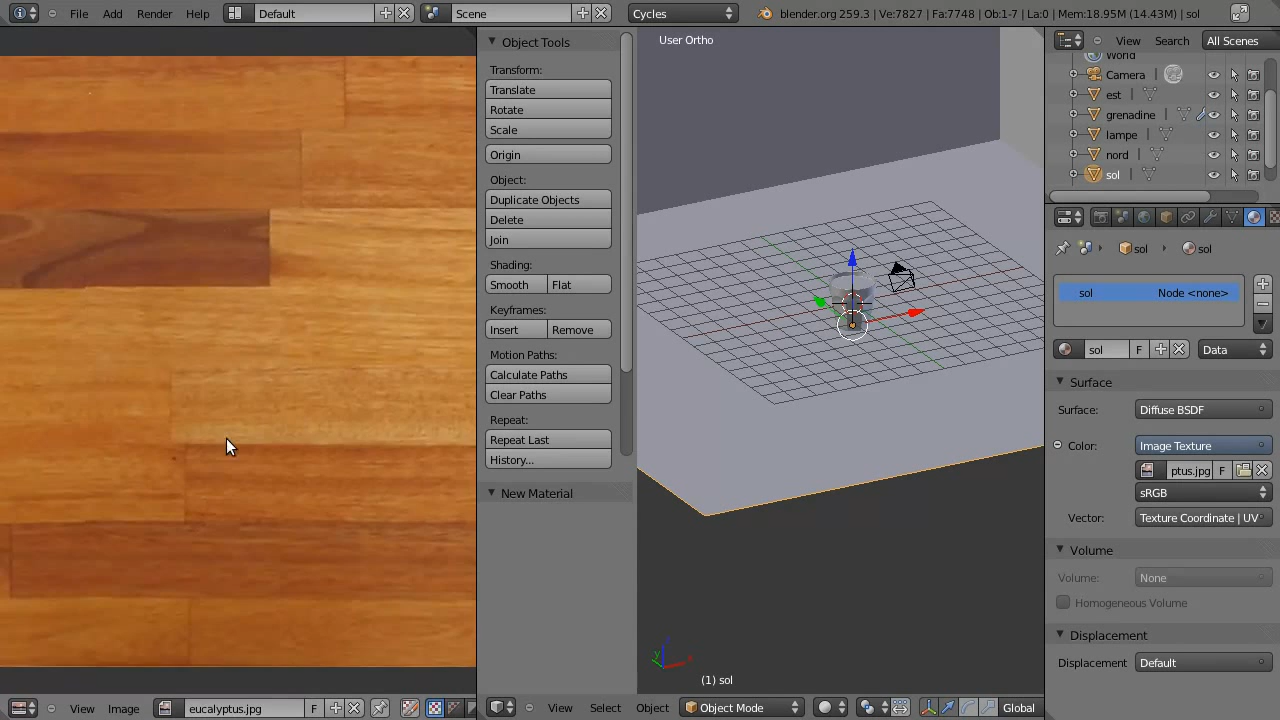 File Add Render Help Default Scene Cycles blender.org 259.3 | Ve:7827 | Fa:7748 | Ob:1-7 | La:0 | Mem:18.95M (14.43M) | sol
Object Tools
Transform:
Translate
Rotate
Scale
Origin
Object:
Duplicate Objects
Delete
Join
Shading:
Smooth Flat
Keyframes:
Insert Remove
Motion Paths:
Calculate Paths
Clear Paths
Repeat:
Repeat Last
History...
New Material
User Ortho
(1) sol
View Search All Scenes
World
Camera
est
grenadine
lampe
nord
sol
sol sol
sol Node <none>
sol F Data
Surface
Surface: Diffuse BSDF
Color: Image Texture
ptus.jpg F
sRGB
Vector: Texture Coordinate | UV
Volume
Volume: None
Homogeneous Volume
Displacement
Displacement Default
View Image eucalyptus.jpg F
View Select Object Object Mode Global